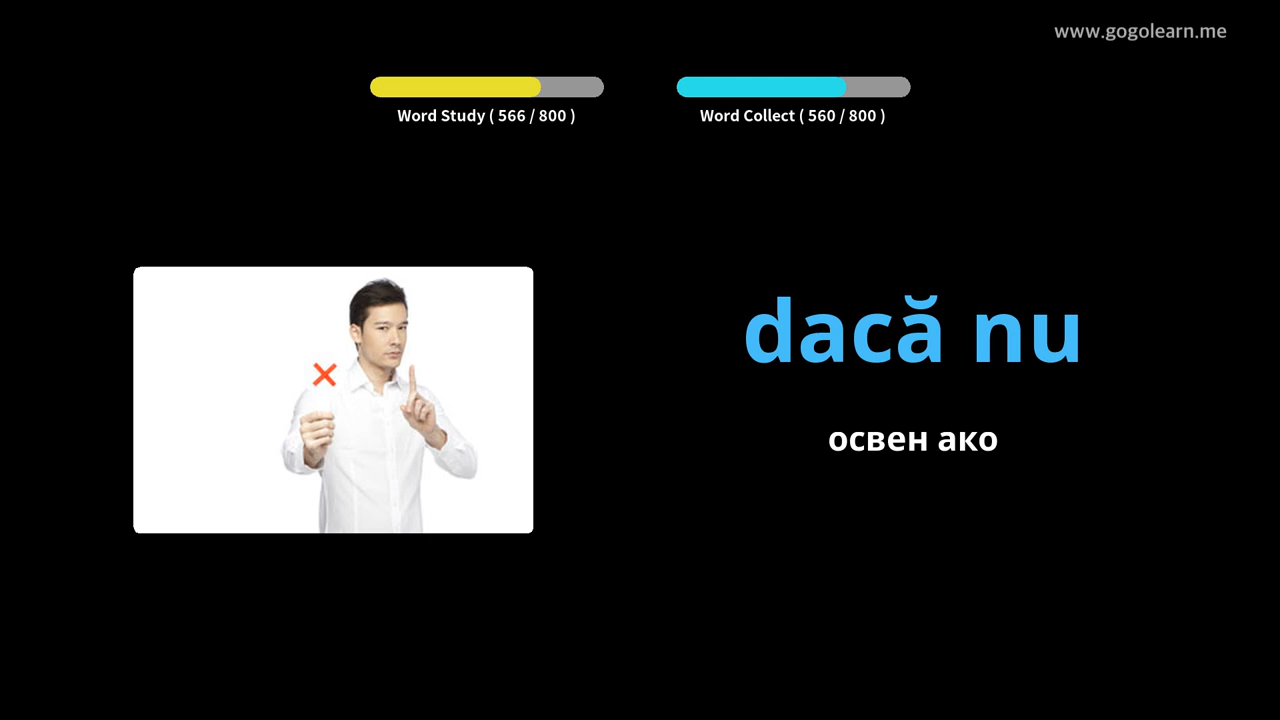 www.gogolearn.me
Word Study ( 566 / 800 )
Word Collect ( 560 / 800 )
dacă nu
освен ако